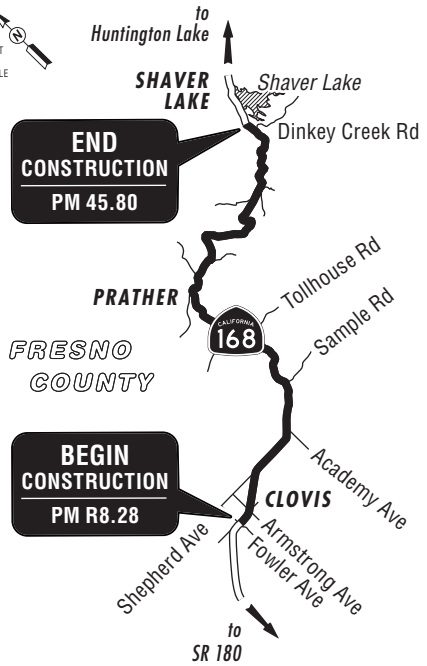 to
Huntington Lake
N
T
LE
SHAVER
LAKE
Shaver Lake
Dinkey Creek Rd
END
CONSTRUCTION
PM 45.80
PRATHER
Tollhouse Rd
CALIFORNIA
168
Sample Rd
FRESNO
COUNTY
BEGIN
CONSTRUCTION
PM R8.28
CLOVIS
Academy Ave
Shepherd Ave
Armstrong Ave
Fowler Ave
to
SR 180